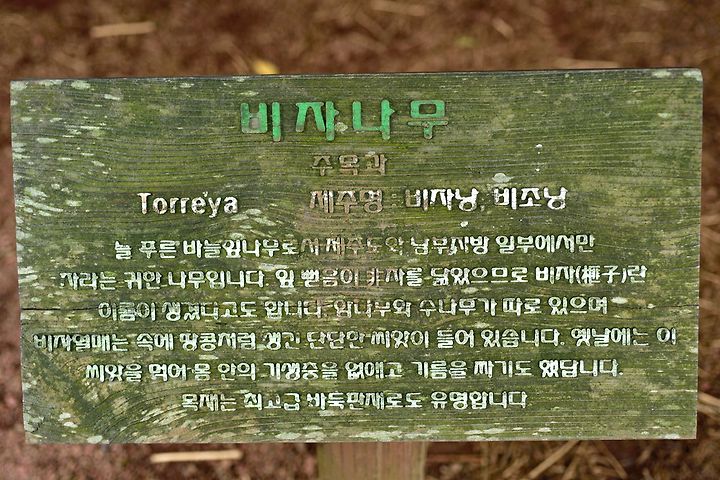 비자나무
주목과
Torreya 제주명 : 비자낭, 비조낭
늘 푸른 바늘잎나무로서 제주도와 남부지방 일부에서만
자라는 귀한 나무입니다. 잎 뻗음이 非자를 닮았으므로 비자(榧子)란
이름이 생겼다고도 합니다. 암나무와 수나무가 따로 있으며
비자열매는 속에 땅콩처럼 생긴 단단한 씨앗이 들어 있습니다. 옛날에는 이
씨앗을 먹어 몸 안의 기생충을 없애고 기름을 짜기도 했답니다.
목재는 최고급 바둑판재로도 유명합니다